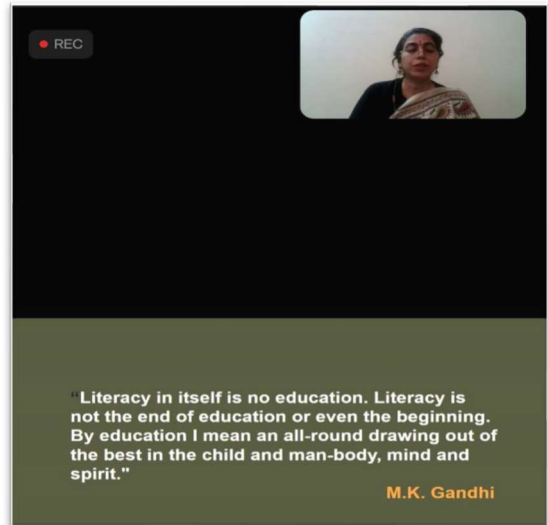 REC
"Literacy in itself is no education. Literacy is
not the end of education or even the beginning.
By education I mean an all-round drawing out of
the best in the child and man-body, mind and
spirit."
M.K. Gandhi